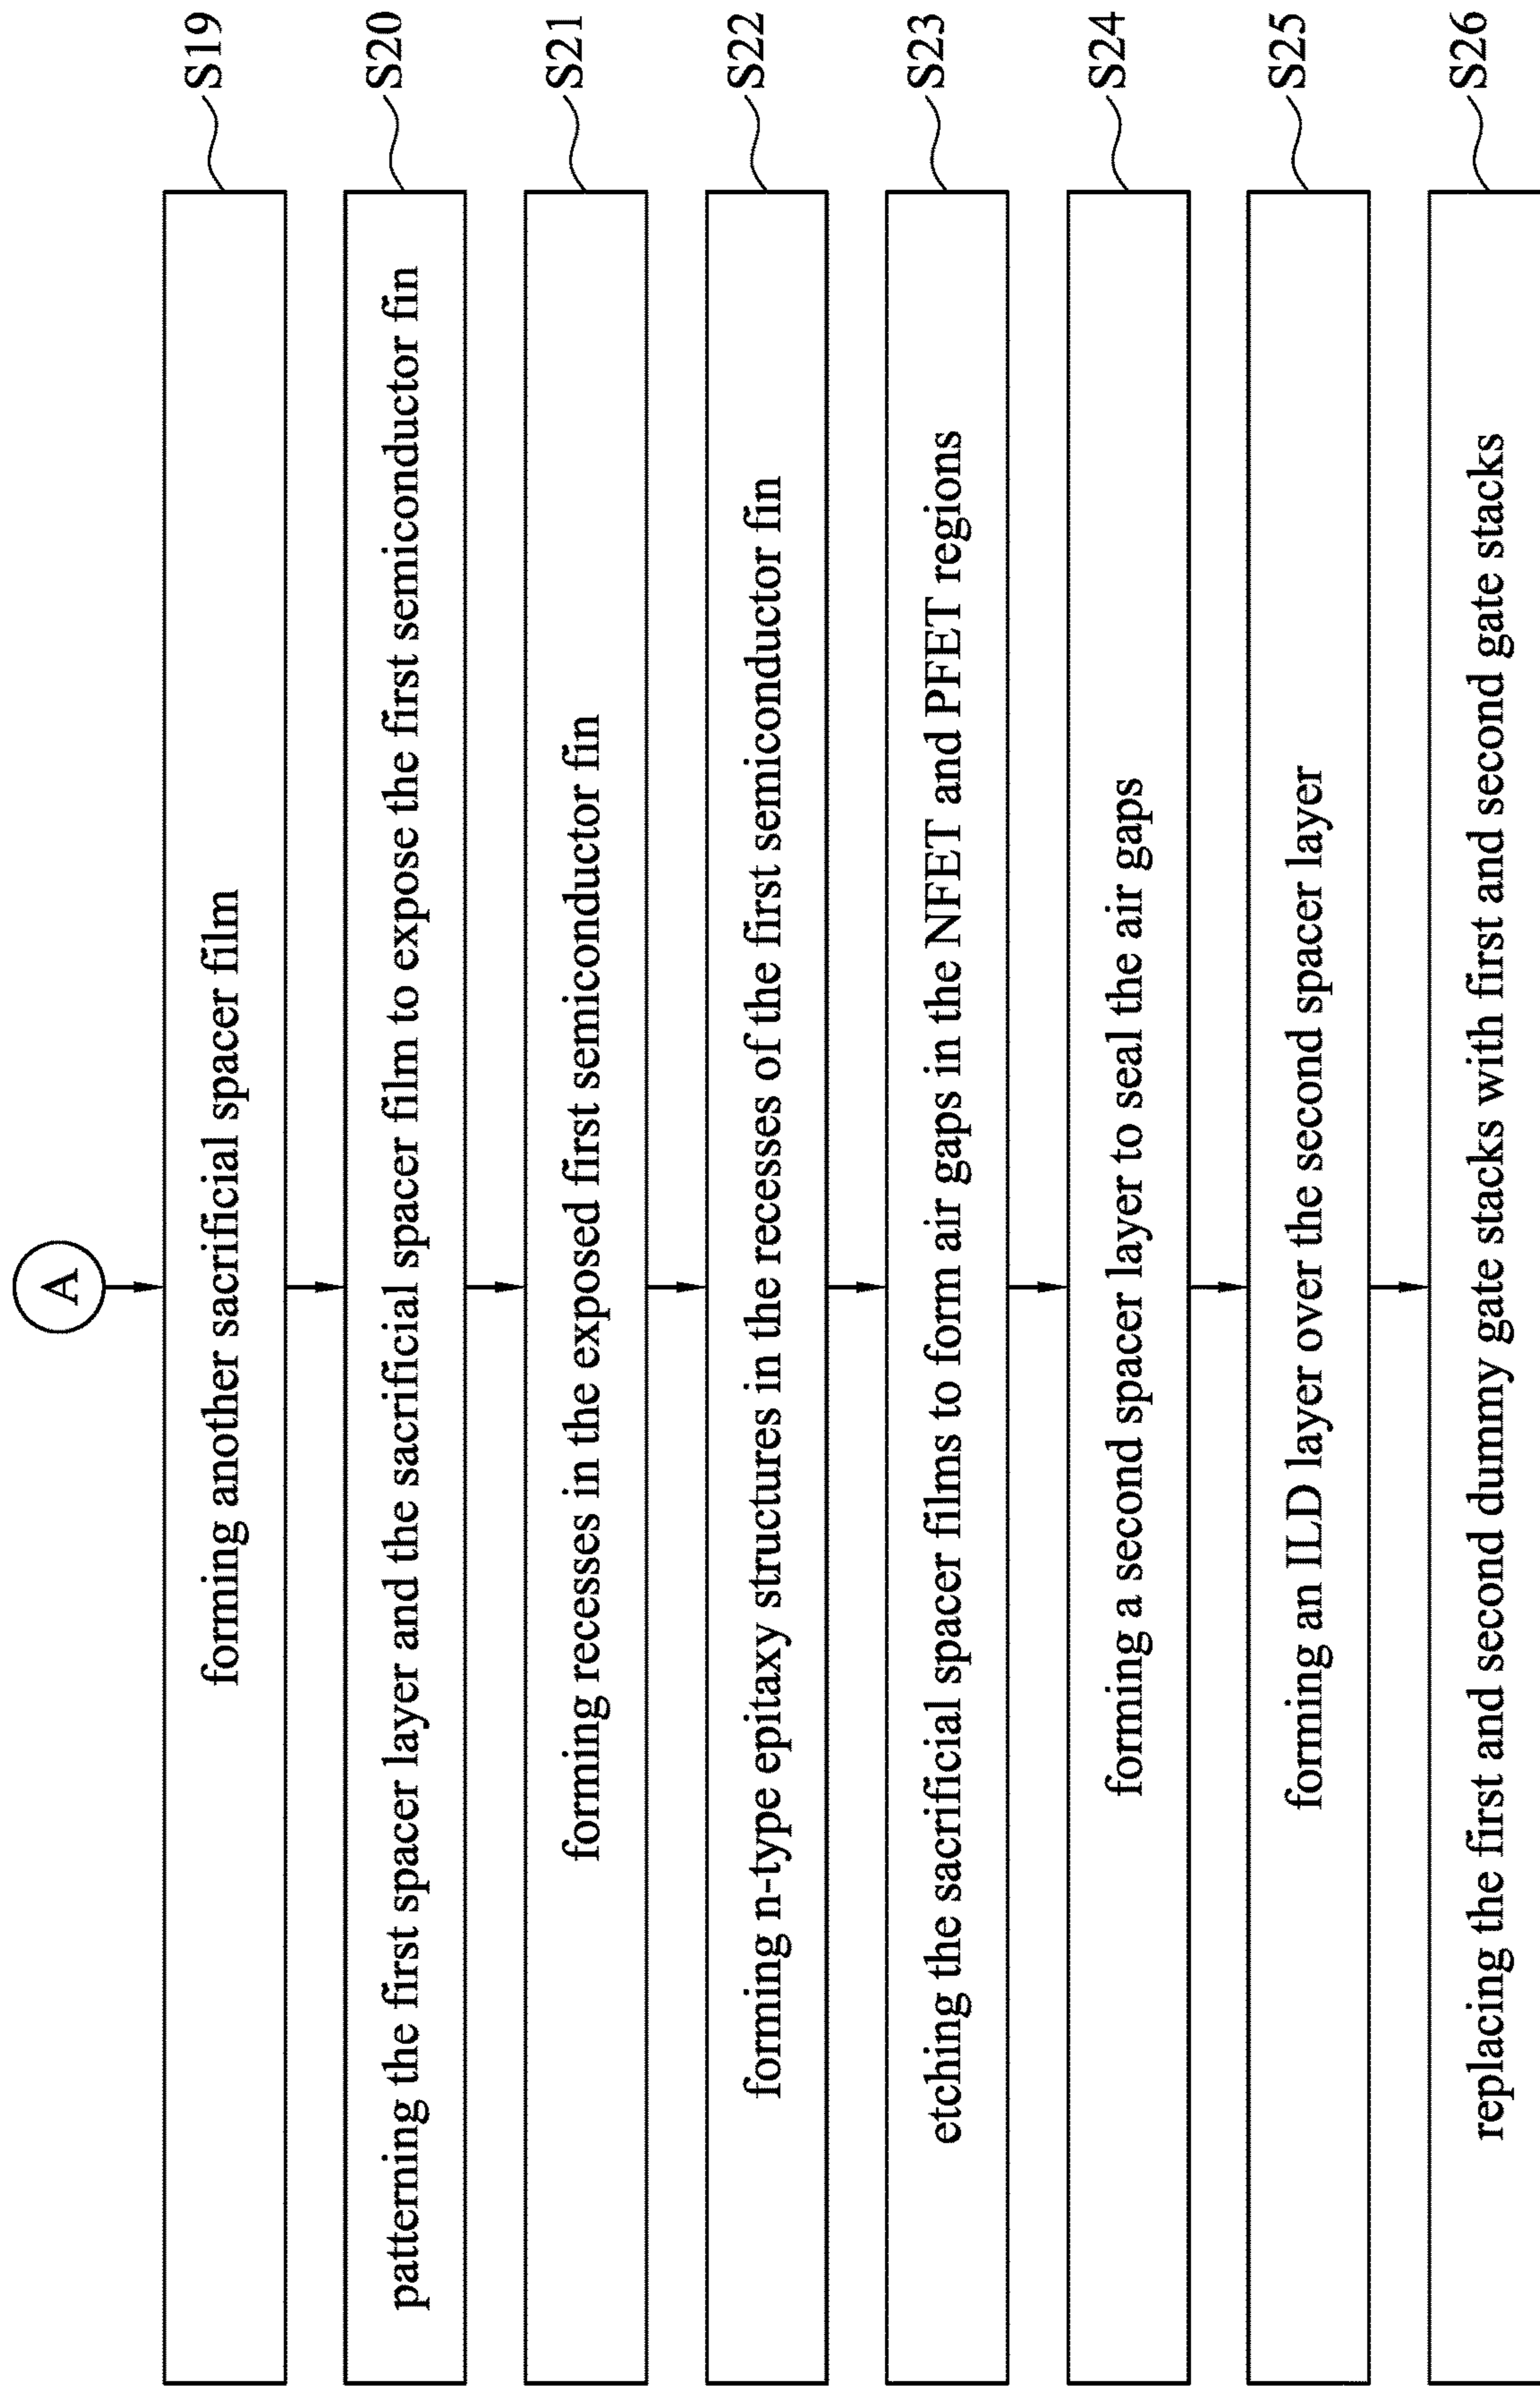 A
forming another sacrificial spacer film
S19
patterning the first spacer layer and the sacrificial spacer film to expose the first semiconductor fin
S20
forming recesses in the exposed first semiconductor fin
S21
forming n-type epitaxy structures in the recesses of the first semiconductor fin
S22
etching the sacrificial spacer films to form air gaps in the NFET and PFET regions
S23
forming a second spacer layer to seal the air gaps
S24
forming an ILD layer over the second spacer layer
S25
replacing the first and second dummy gate stacks with first and second gate stacks
S26